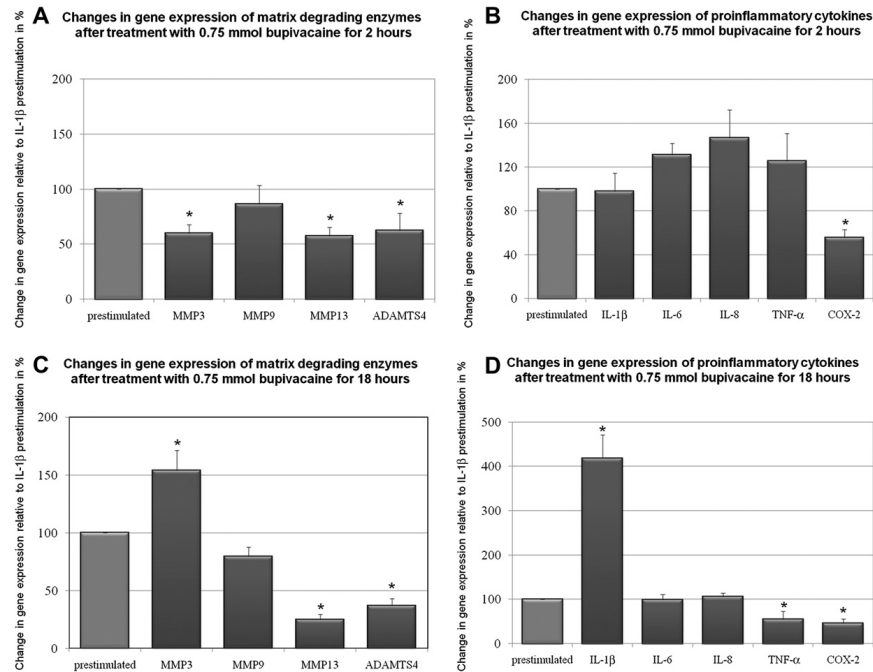 A
Changes in gene expression of matrix degrading enzymes
after treatment with 0.75 mmol bupivacaine for 2 hours
Change in gene expression relative to IL-1β prestimulation in %
200
150
100
50
0
*
*
*
prestimulated MMP3 MMP9 MMP13 ADAMTS4
B
Changes in gene expression of proinflammatory cytokines
after treatment with 0.75 mmol bupivacaine for 2 hours
Change in gene expression relative to IL-1β prestimulation in %
200
160
120
80
40
0
*
prestimulated IL-1β IL-6 IL-8 TNF-α COX-2
C
Changes in gene expression of matrix degrading enzymes
after treatment with 0.75 mmol bupivacaine for 18 hours
Change in gene expression relative to IL-1β prestimulation in %
200
150
100
50
0
*
*
*
prestimulated MMP3 MMP9 MMP13 ADAMTS4
D
Changes in gene expression of proinflammatory cytokines
after treatment with 0.75 mmol bupivacaine for 18 hours
Change in gene expression relative to IL-1β prestimulation in %
500
400
300
200
100
0
*
*
*
prestimulated IL-1β IL-6 IL-8 TNF-α COX-2